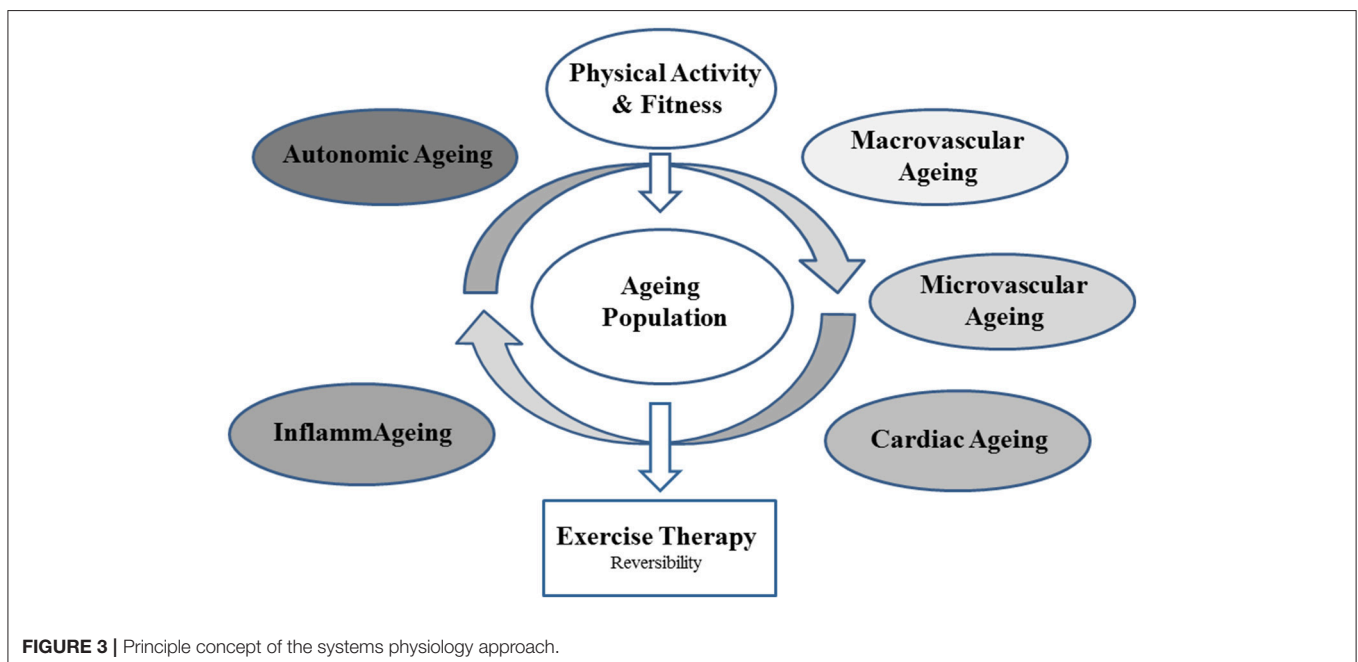 Physical Activity
& Fitness
Autonomic Ageing
Macrovascular
Ageing
Ageing
Population
Microvascular
Ageing
InflammAgeing
Cardiac Ageing
Exercise Therapy
Reversibility
FIGURE 3 | Principle concept of the systems physiology approach.